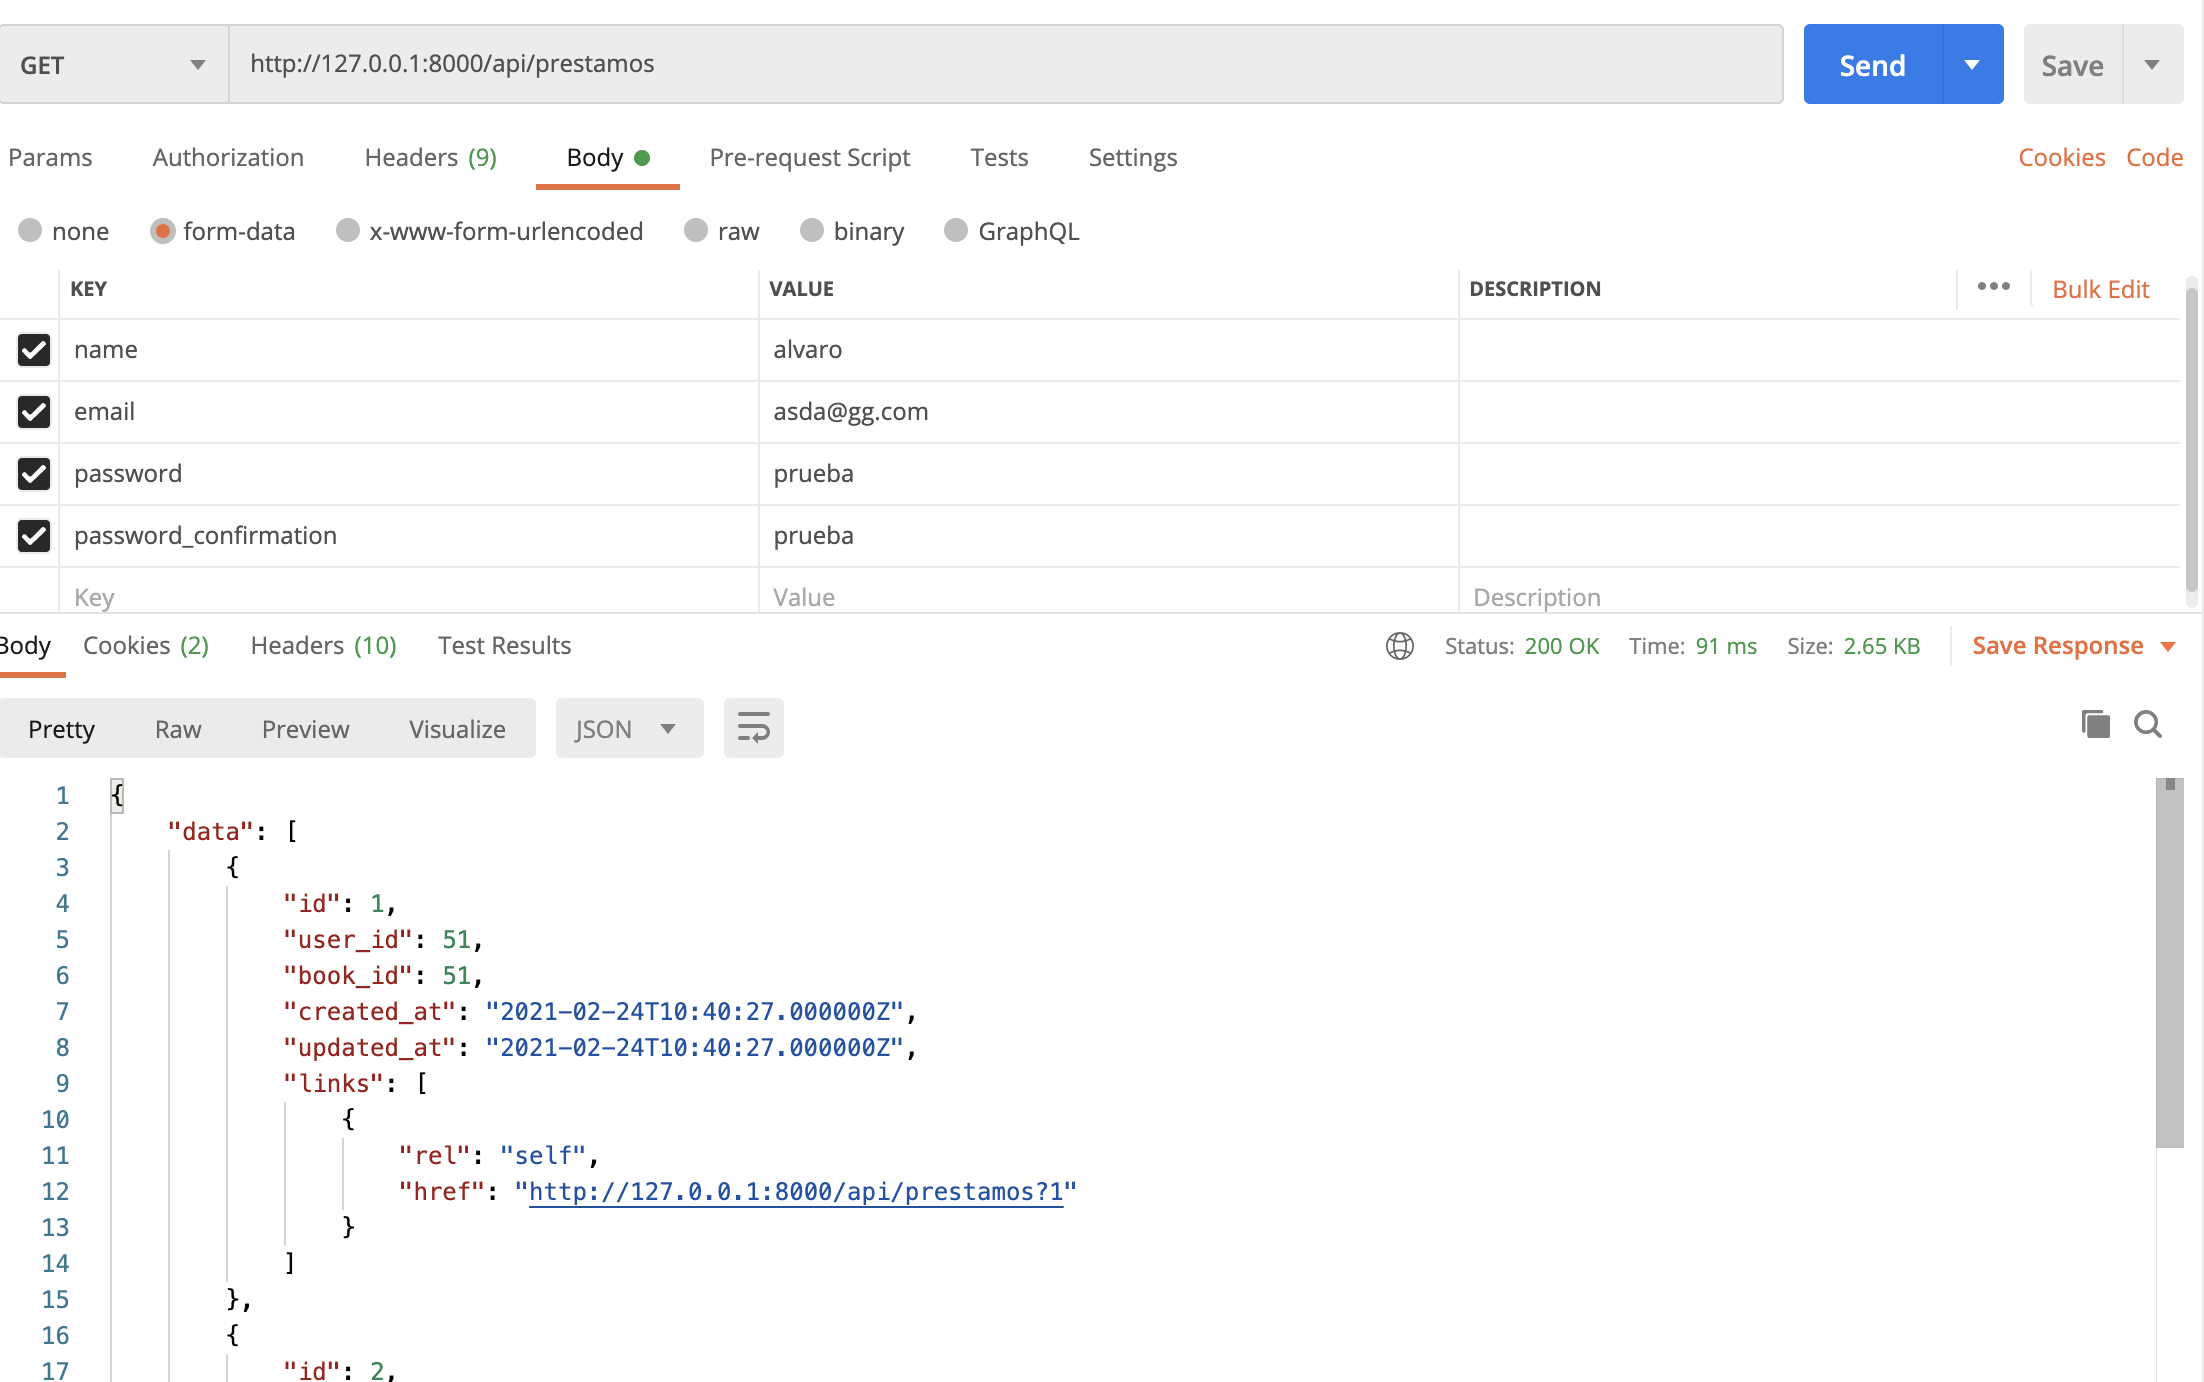 GET http://127.0.0.1:8000/api/prestamos Send Save
Params Authorization Headers (9) Body Pre-request Script Tests Settings Cookies Code
none form-data x-www-form-urlencoded raw binary GraphQL
KEY VALUE DESCRIPTION ••• Bulk Edit
name alvaro
email asda@gg.com
password prueba
password_confirmation prueba
Key Value Description
Body Cookies (2) Headers (10) Test Results Status: 200 OK Time: 91 ms Size: 2.65 KB Save Response
Pretty Raw Preview Visualize JSON
1 {
2 "data": [
3 {
4 "id": 1,
5 "user_id": 51,
6 "book_id": 51,
7 "created_at": "2021-02-24T10:40:27.000000Z",
8 "updated_at": "2021-02-24T10:40:27.000000Z",
9 "links": [
10 {
11 "rel": "self",
12 "href": "http://127.0.0.1:8000/api/prestamos?1"
13 }
14 ]
15 },
16 {
17 "id": 2,